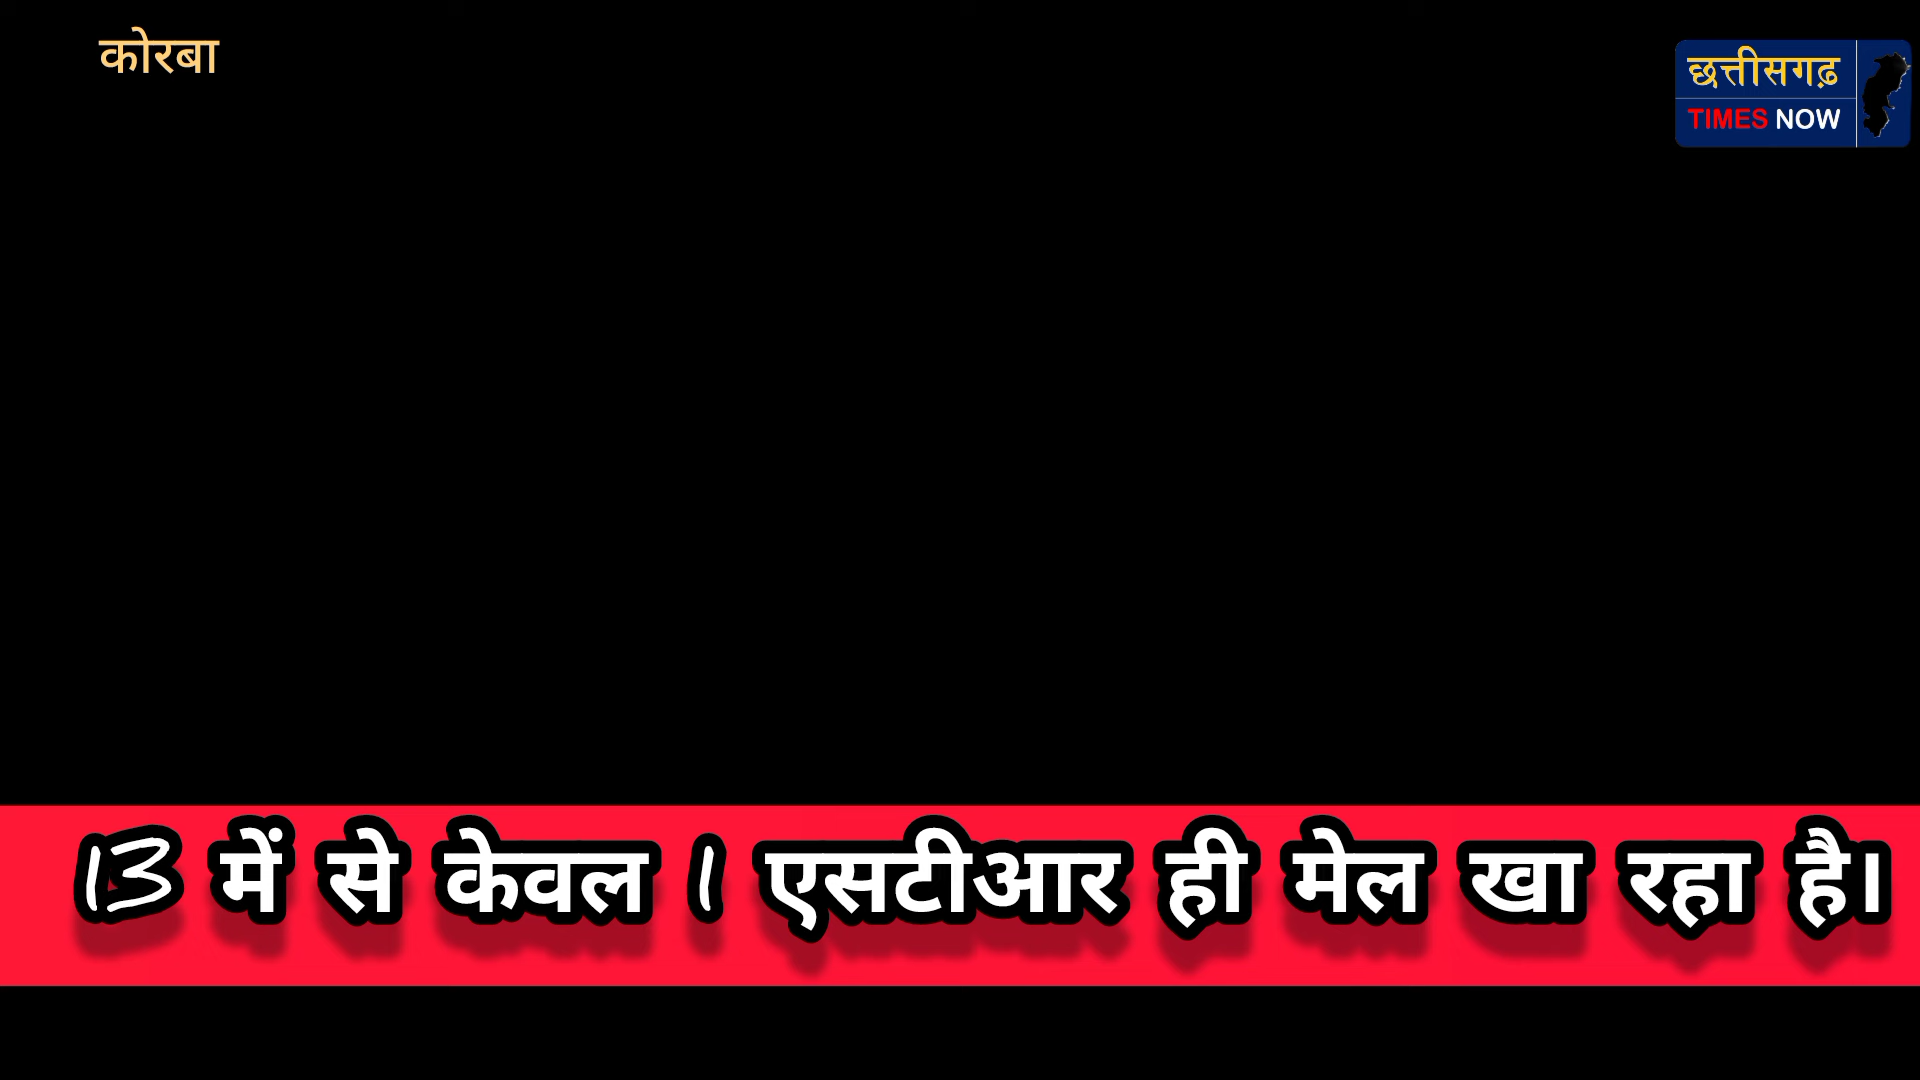 कोरबा
छत्तीसगढ़
TIMES NOW
13 में से केवल 1 एसटीआर ही मेल खा रहा है।